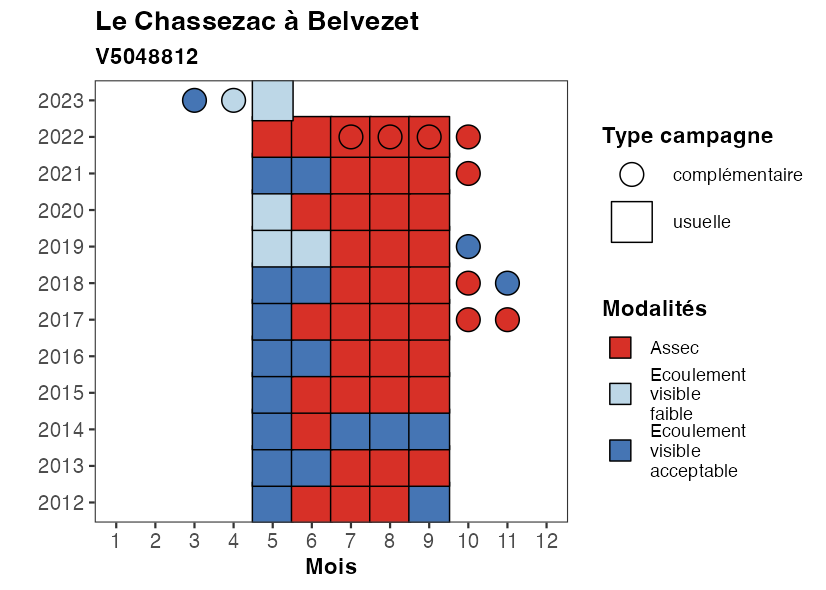 Le Chassezac à Belvezet
V5048812
2023
2022
2021
2020
2019
2018
2017
2016
2015
2014
2013
2012
1 2 3 4 5 6 7 8 9 10 11 12
Mois
Type campagne
complémentaire
usuelle
Modalités
Assec
Ecoulement
visible
faible
Ecoulement
visible
acceptable